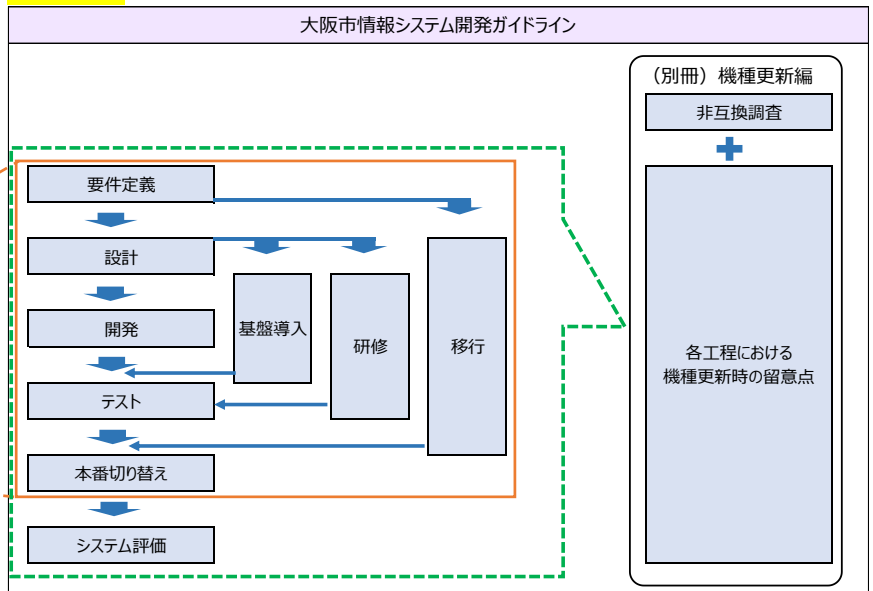 大阪市情報システム開発ガイドライン
（別冊）機種更新編
非互換調査
要件定義
設計
開発
テスト
本番切り替え
システム評価
基盤導入
研修
移行
各工程における
機種更新時の留意点